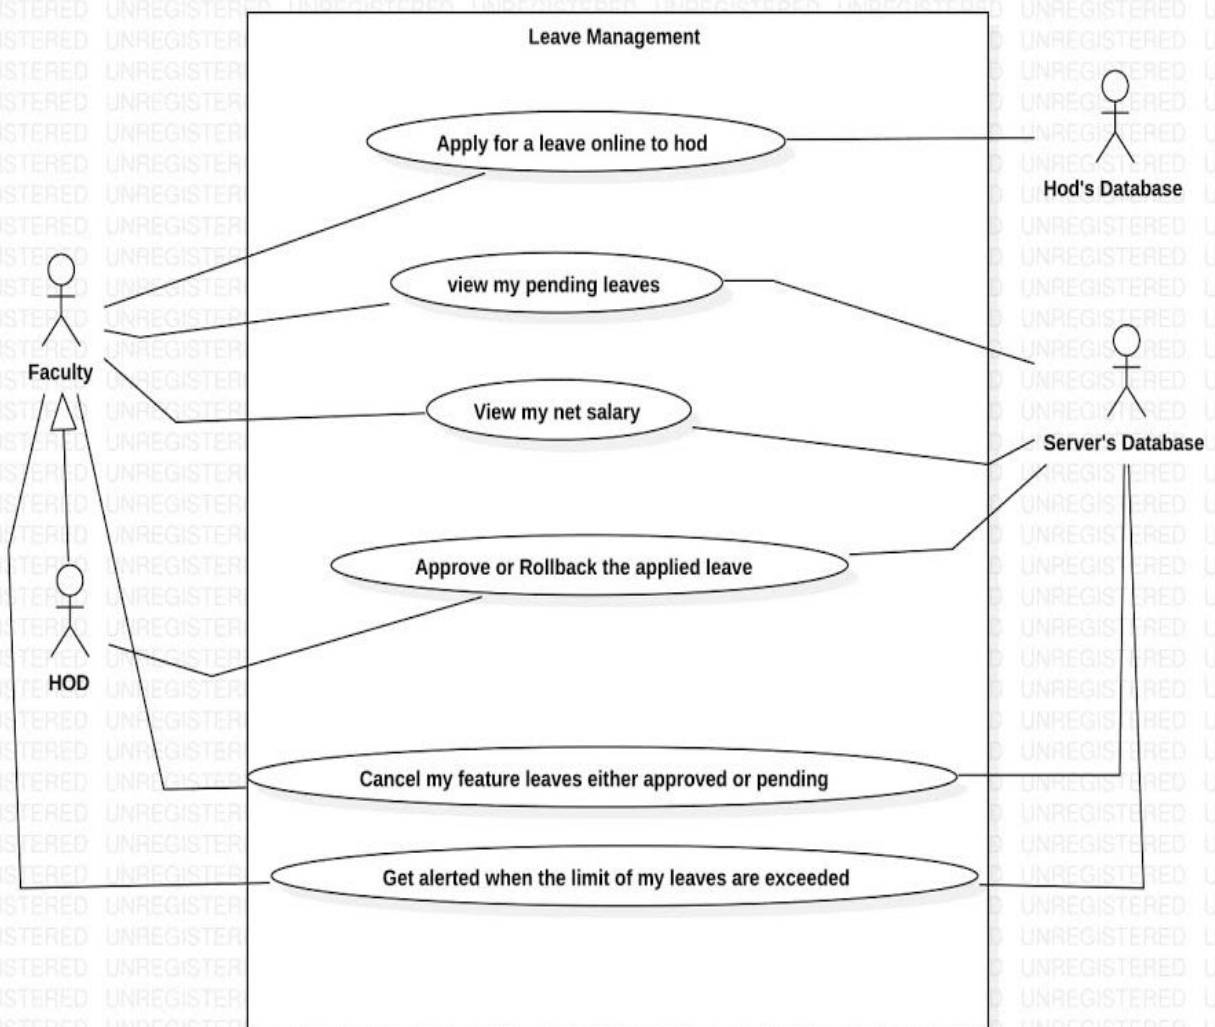 Leave Management
Apply for a leave online to hod
Hod's Database
view my pending leaves
Faculty
View my net salary
Server's Database
Approve or Rollback the applied leave
HOD
Cancel my feature leaves either approved or pending
Get alerted when the limit of my leaves are exceeded
UNREGISTERED